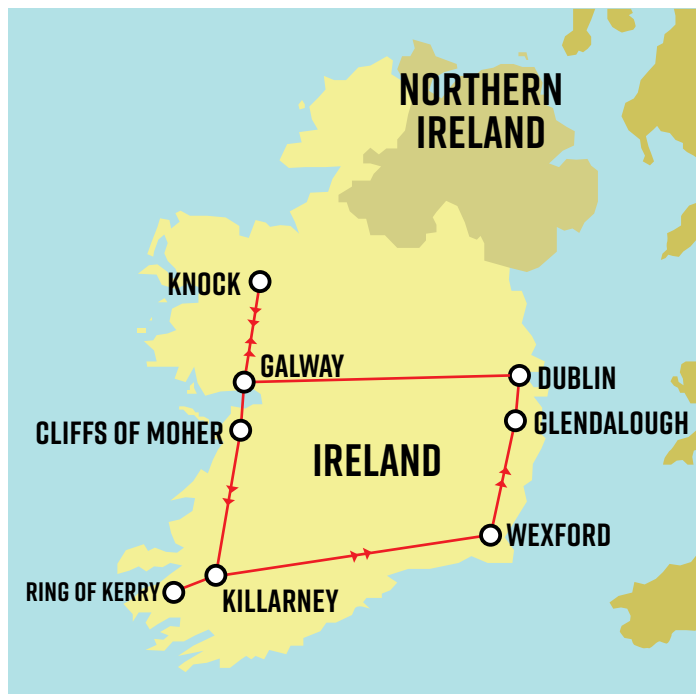 NORTHERN
IRELAND
KNOCK
GALWAY
DUBLIN
GLENDALOUGH
CLIFFS OF MOHER
IRELAND
WEXFORD
RING OF KERRY
KILLARNEY